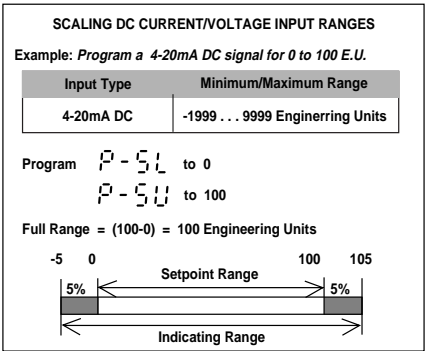 SCALING DC CURRENT/VOLTAGE INPUT RANGES
Example: Program a 4-20mA DC signal for 0 to 100 E.U.
Input Type Minimum/Maximum Range
4-20mA DC -1999 . . . 9999 Enginerring Units
Program P-SL to 0
P-SU to 100
Full Range = (100-0) = 100 Engineering Units
-5 0 100 105
Setpoint Range
5% 5%
Indicating Range